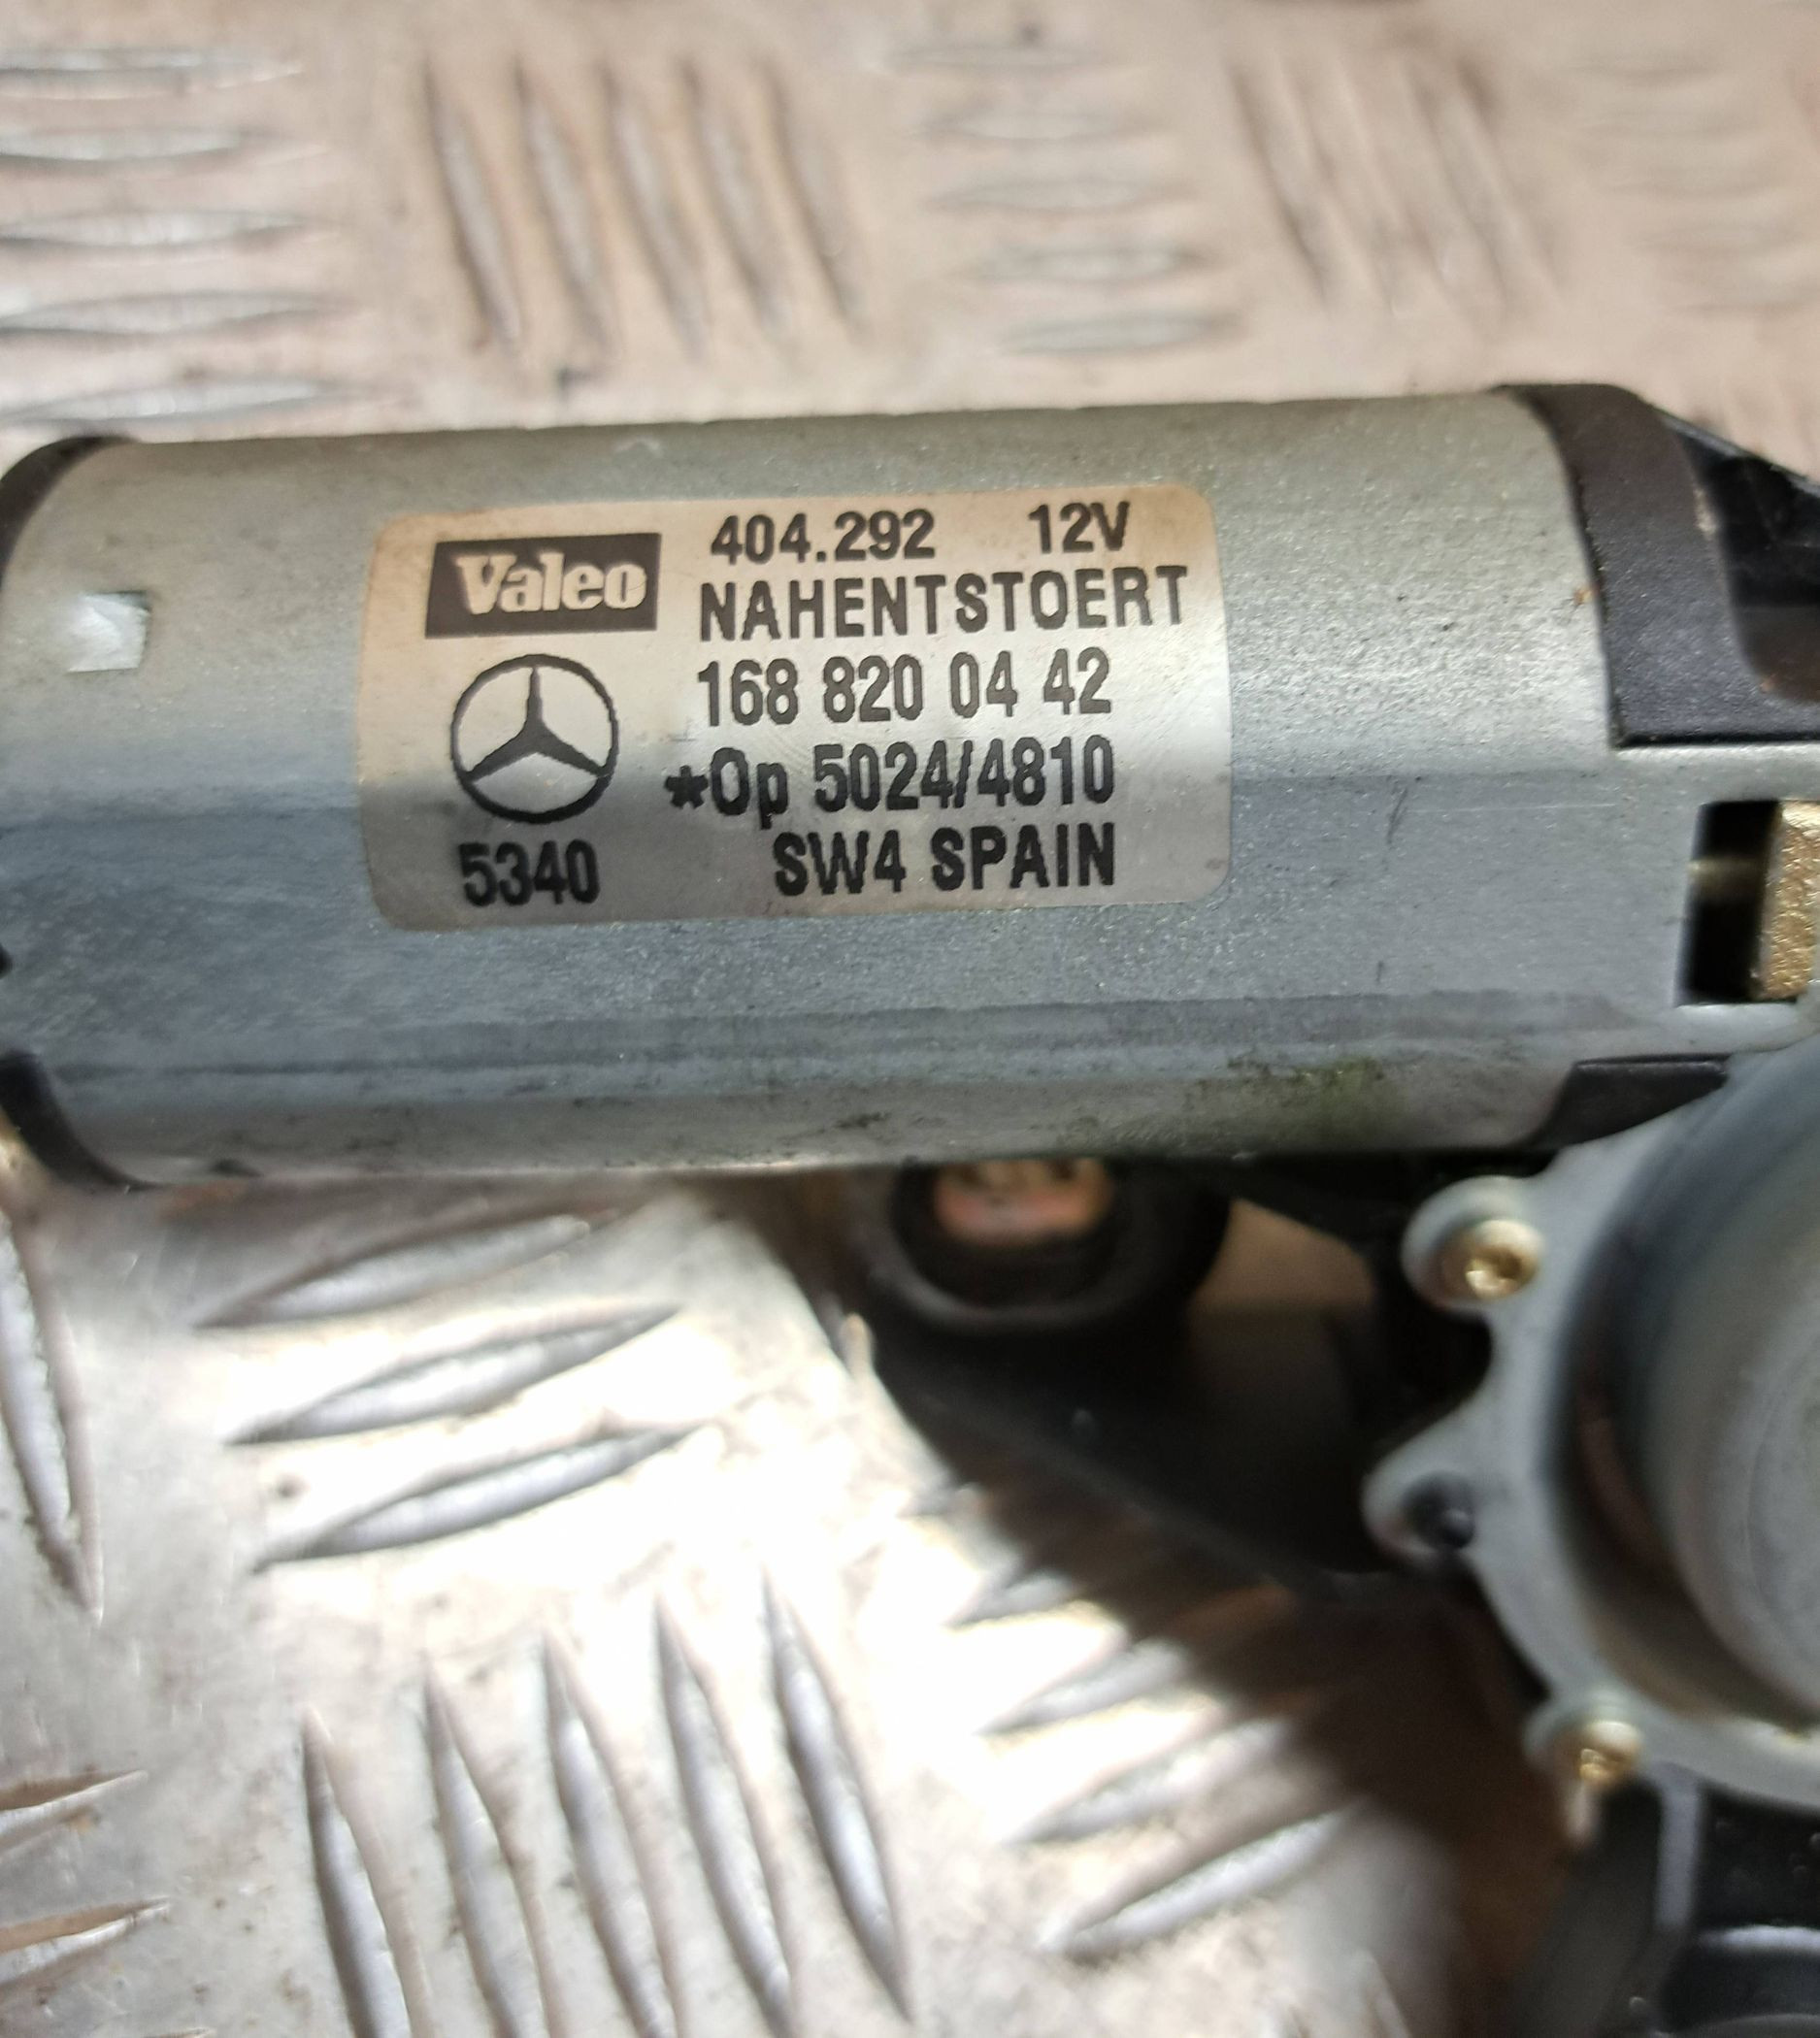 Valeo
404.292 12V
NAHENTSTOERT
168 820 04 42
*Op 5024/4810
5340 SW4 SPAIN